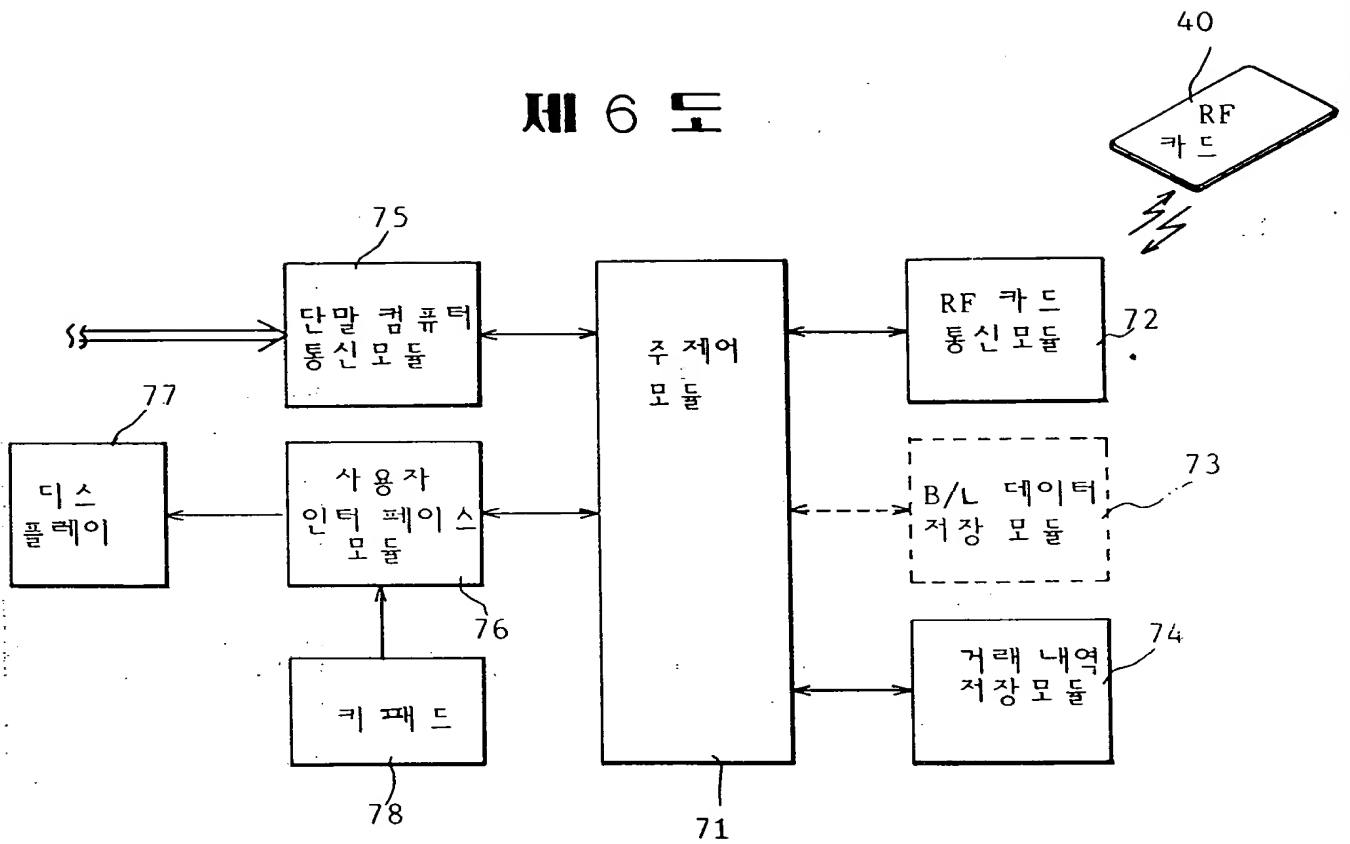 제 6 도
40
RF
카드
75
단말 컴퓨터
통신모듈
주제어
모듈
RF 카드
통신모듈
72
77
디스
플레이
사용자
인터페이스
모듈
76
B/L 데이터
저장 모듈
73
키패드
78
71
거래 내역
저장모듈
74